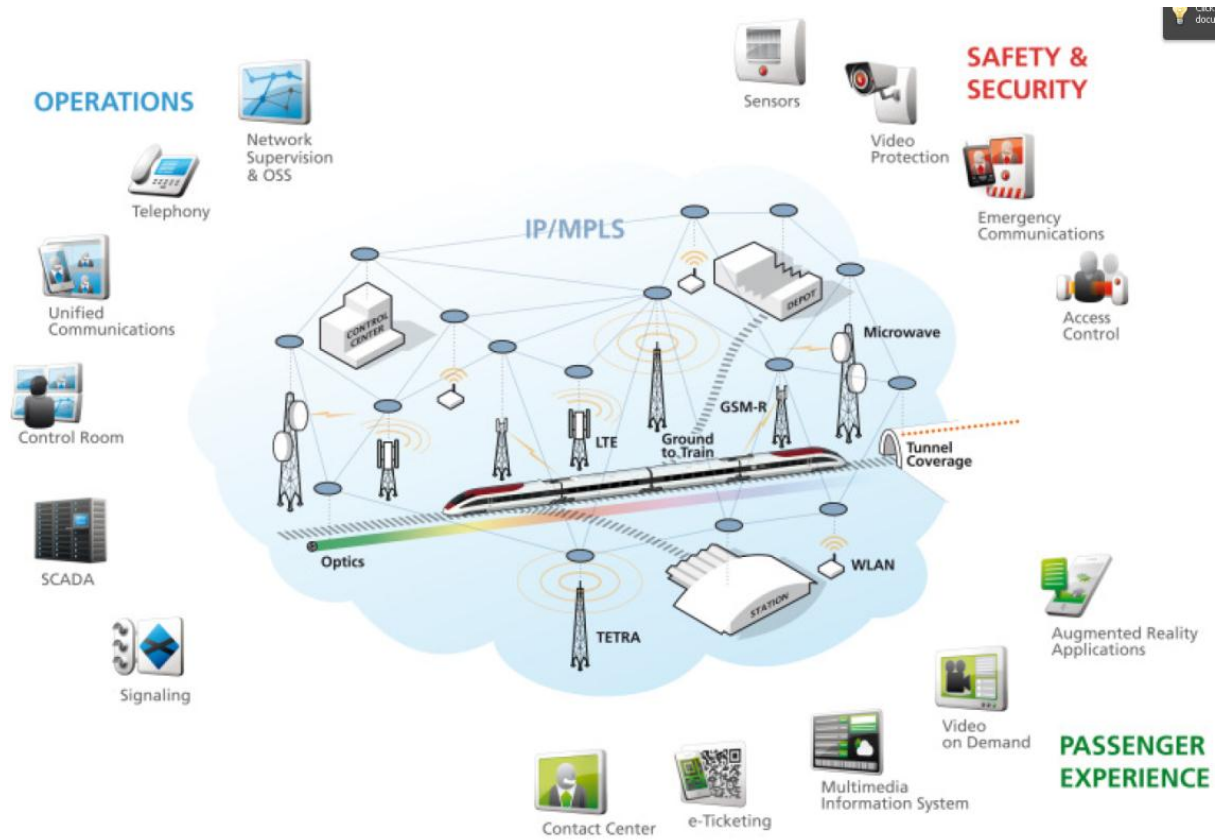 Click
docu
SAFETY &
SECURITY
OPERATIONS
Sensors
Network
Supervision
& OSS
Video
Protection
Telephony
Emergency
Communications
IP/MPLS
DEPOT
Unified
Communications
CONTROL
CENTER
Microwave
Access
Control
GSM-R
Control Room
LTE
Ground
to Train
Tunnel
Coverage
Optics
WLAN
SCADA
STATION
TETRA
Augmented Reality
Applications
Signaling
Video
on Demand
PASSENGER
EXPERIENCE
Multimedia
Information System
e-Ticketing
Contact Center